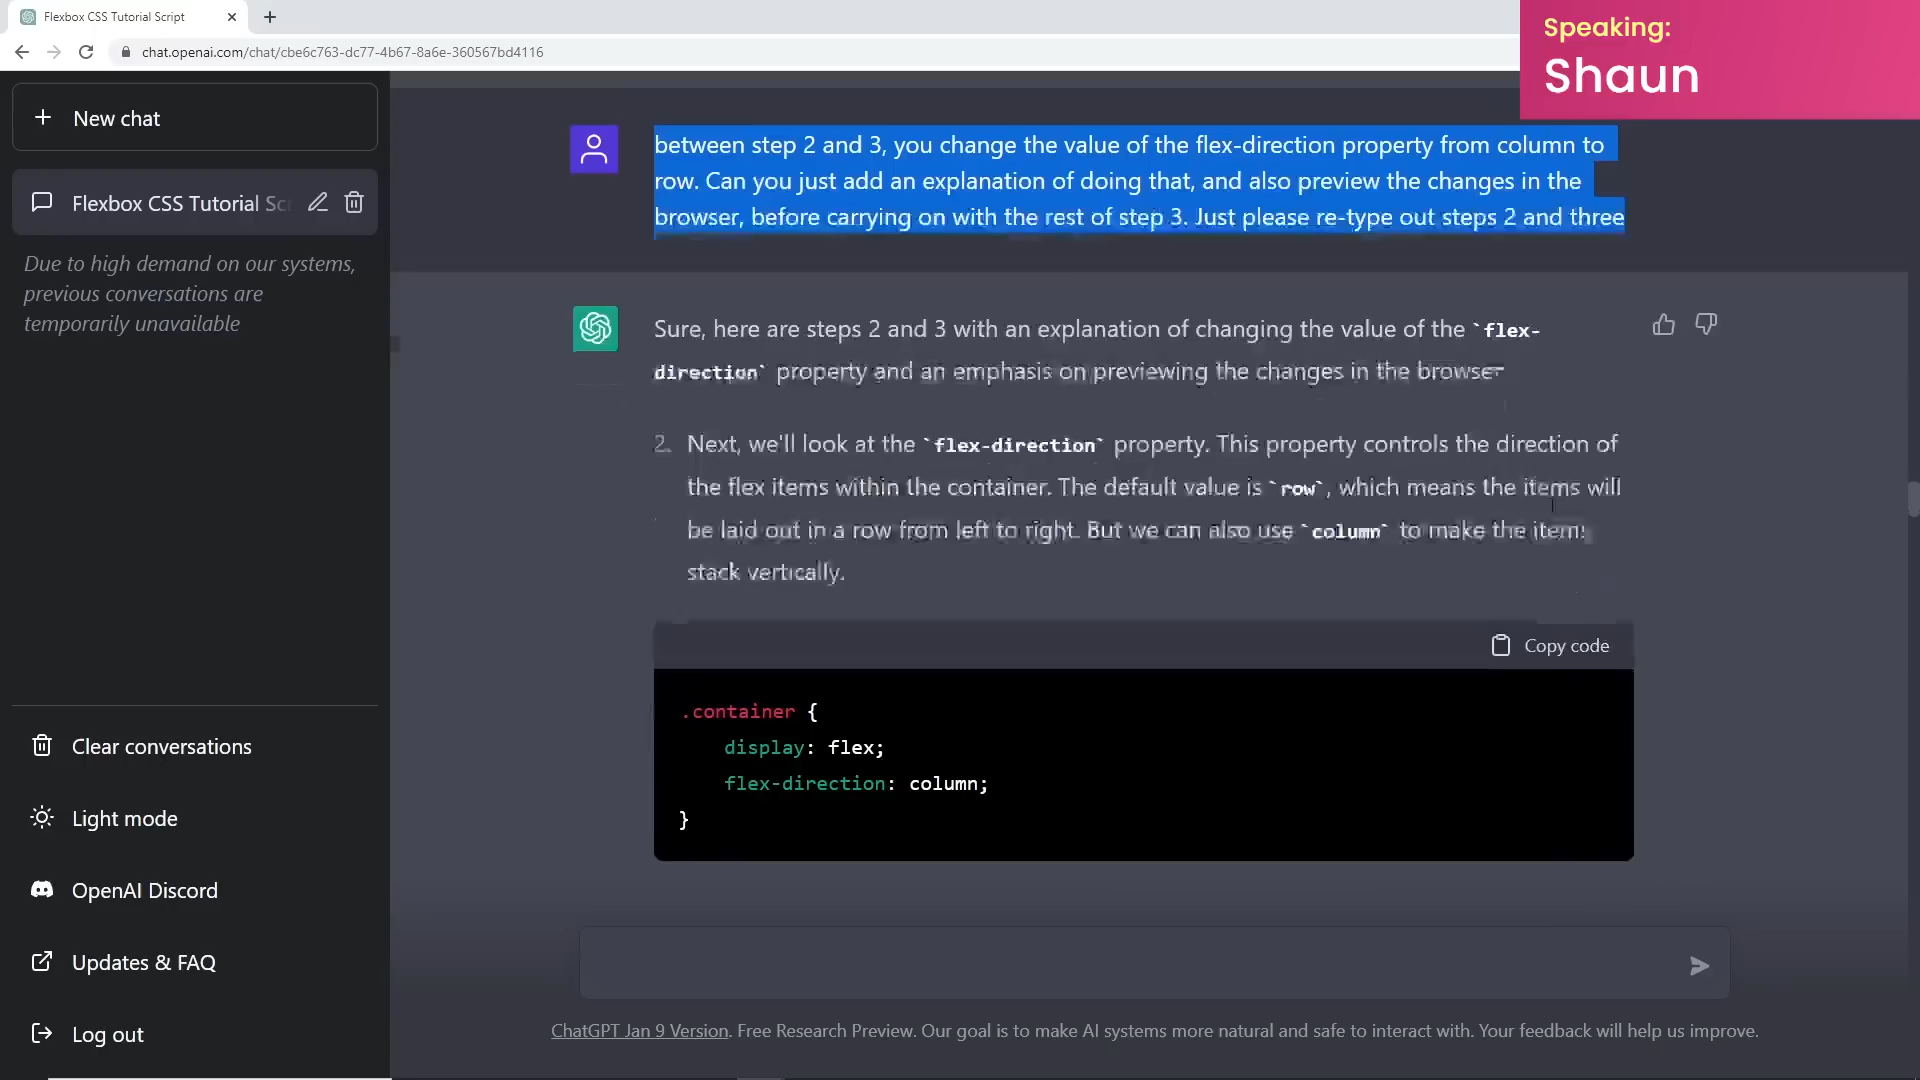 Flexbox CSS Tutorial Script
chat.openai.com/chat/cbe6c763-dc77-4b67-8a6e-360567bd4116
Speaking:
Shaun
New chat
Flexbox CSS Tutorial Sc
Due to high demand on our systems,
previous conversations are
temporarily unavailable
between step 2 and 3, you change the value of the flex-direction property from column to
row. Can you just add an explanation of doing that, and also preview the changes in the
browser, before carrying on with the rest of step 3. Just please re-type out steps 2 and three
Sure, here are steps 2 and 3 with an explanation of changing the value of the `flex-
direction` property and an emphasis on previewing the changes in the browser
2. Next, we'll look at the `flex-direction` property. This property controls the direction of
the flex items within the container. The default value is `row`, which means the items will
be laid out in a row from left to right. But we can also use `column` to make the items
stack vertically.
Copy code
.container {
display: flex;
flex-direction: column;
}
Clear conversations
Light mode
OpenAI Discord
Updates & FAQ
Log out
ChatGPT Jan 9 Version. Free Research Preview. Our goal is to make AI systems more natural and safe to interact with. Your feedback will help us improve.